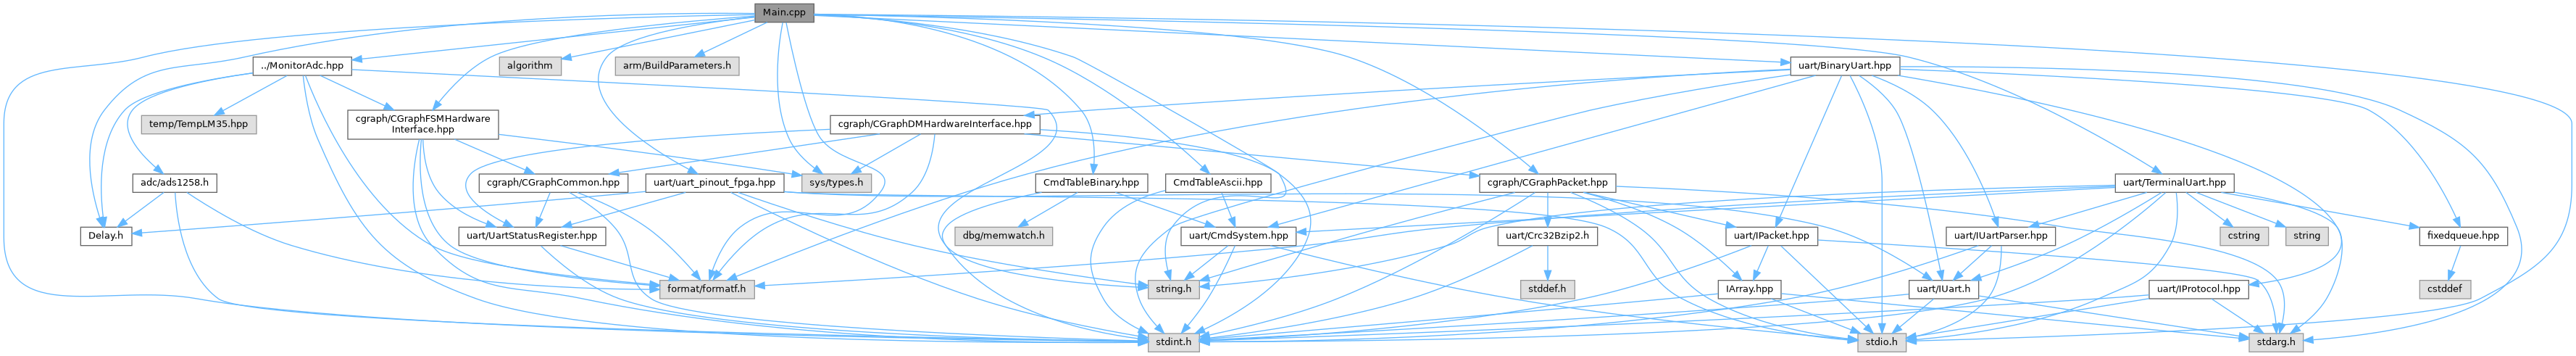 Main.cpp
../MonitorAdc.hpp
algorithm
arm/BuildParameters.h
uart/BinaryUart.hpp
temp/TempLM35.hpp
cgraph/CGraphFSMHardware
Interface.hpp
cgraph/CGraphDMHardwareInterface.hpp
adc/ads1258.h
cgraph/CGraphCommon.hpp
uart/uart_pinout_fpga.hpp
sys/types.h
CmdTableBinary.hpp
CmdTableAscii.hpp
cgraph/CGraphPacket.hpp
uart/TerminalUart.hpp
Delay.h
uart/UartStatusRegister.hpp
dbg/memwatch.h
uart/CmdSystem.hpp
uart/Crc32Bzip2.h
uart/IPacket.hpp
uart/IUartParser.hpp
cstring
string
fixedqueue.hpp
format/formatf.h
string.h
stddef.h
IArray.hpp
uart/IUart.h
uart/IProtocol.hpp
cstddef
stdint.h
stdio.h
stdarg.h